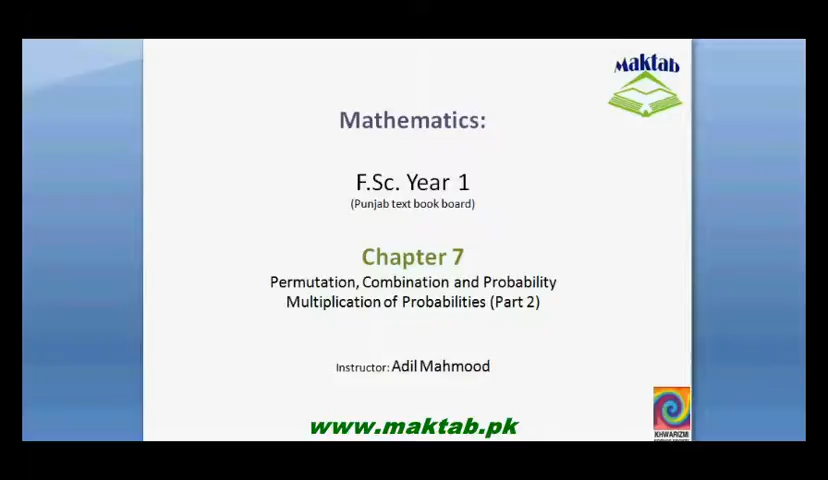 Maktab
Mathematics:
F.Sc. Year 1
(Punjab text book board)
Chapter 7
Permutation, Combination and Probability
Multiplication of Probabilities (Part 2)
Instructor: Adil Mahmood
www.maktab.pk
KHWARIZMI